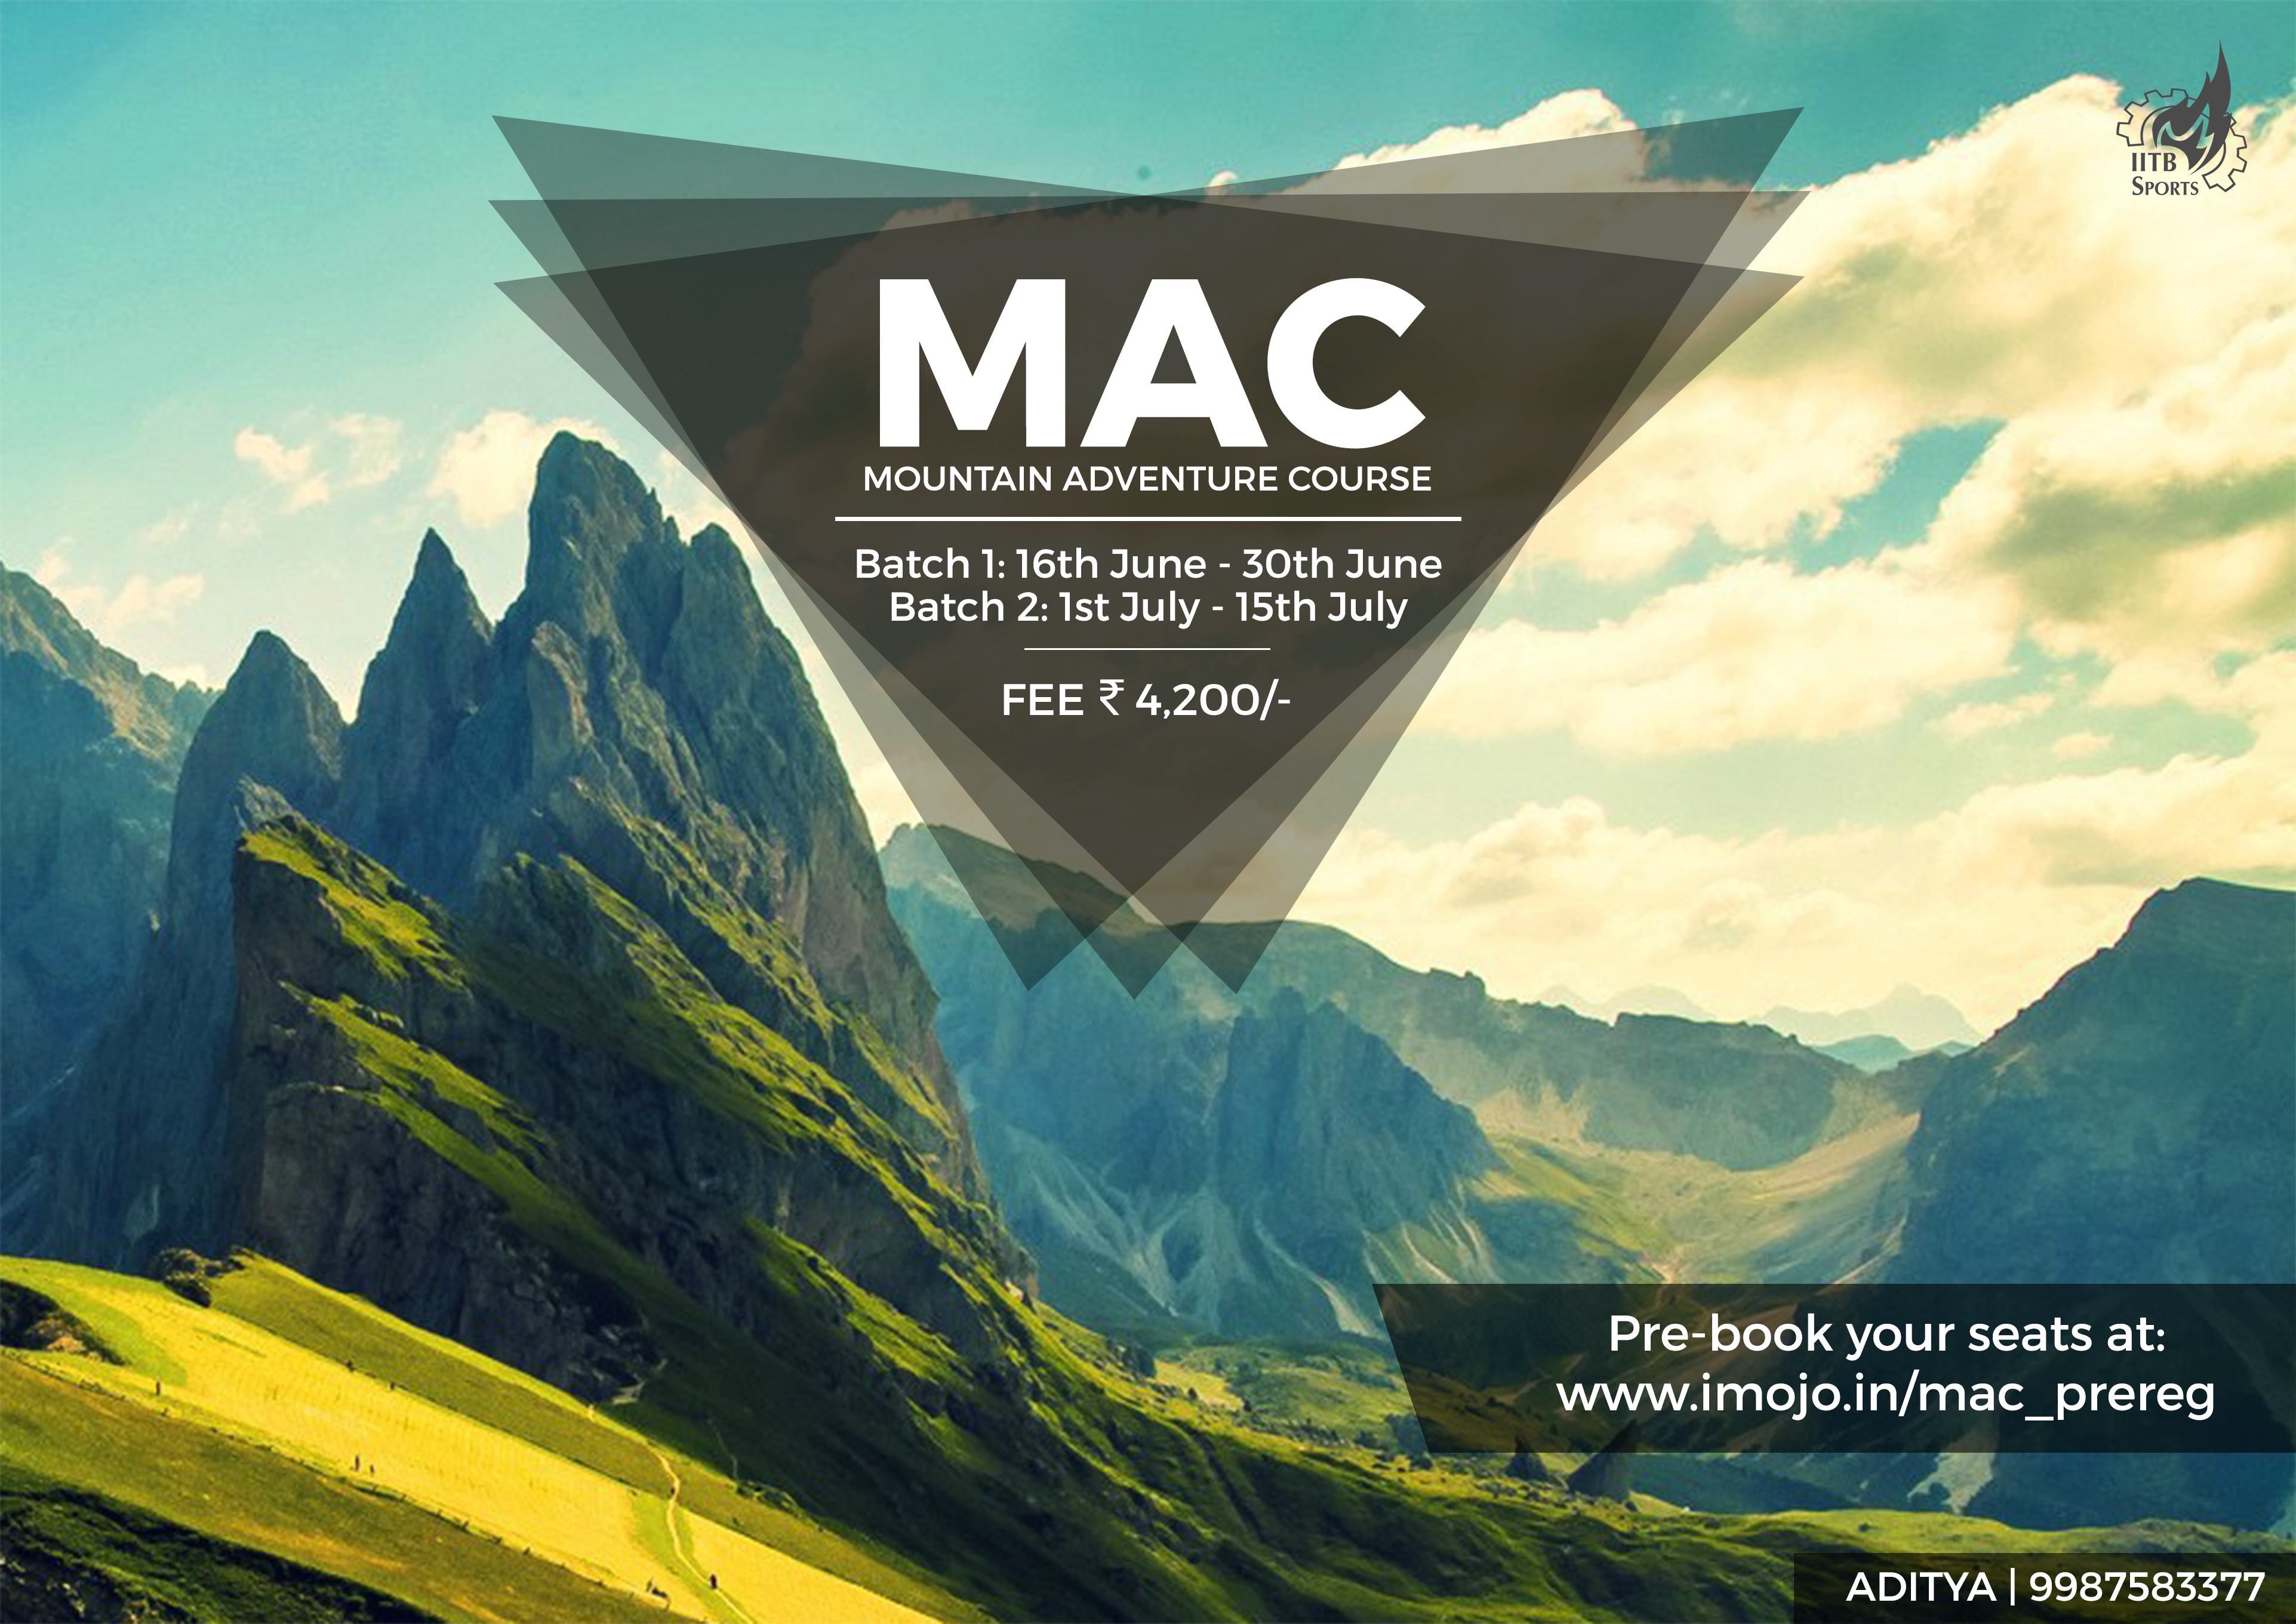 IITB
SPORTS
MAC
MOUNTAIN ADVENTURE COURSE
Batch 1: 16th June - 30th June
Batch 2: 1st July - 15th July
FEE ₹ 4,200/-
Pre-book your seats at:
www.imojo.in/mac_prereg
ADITYA | 9987583377